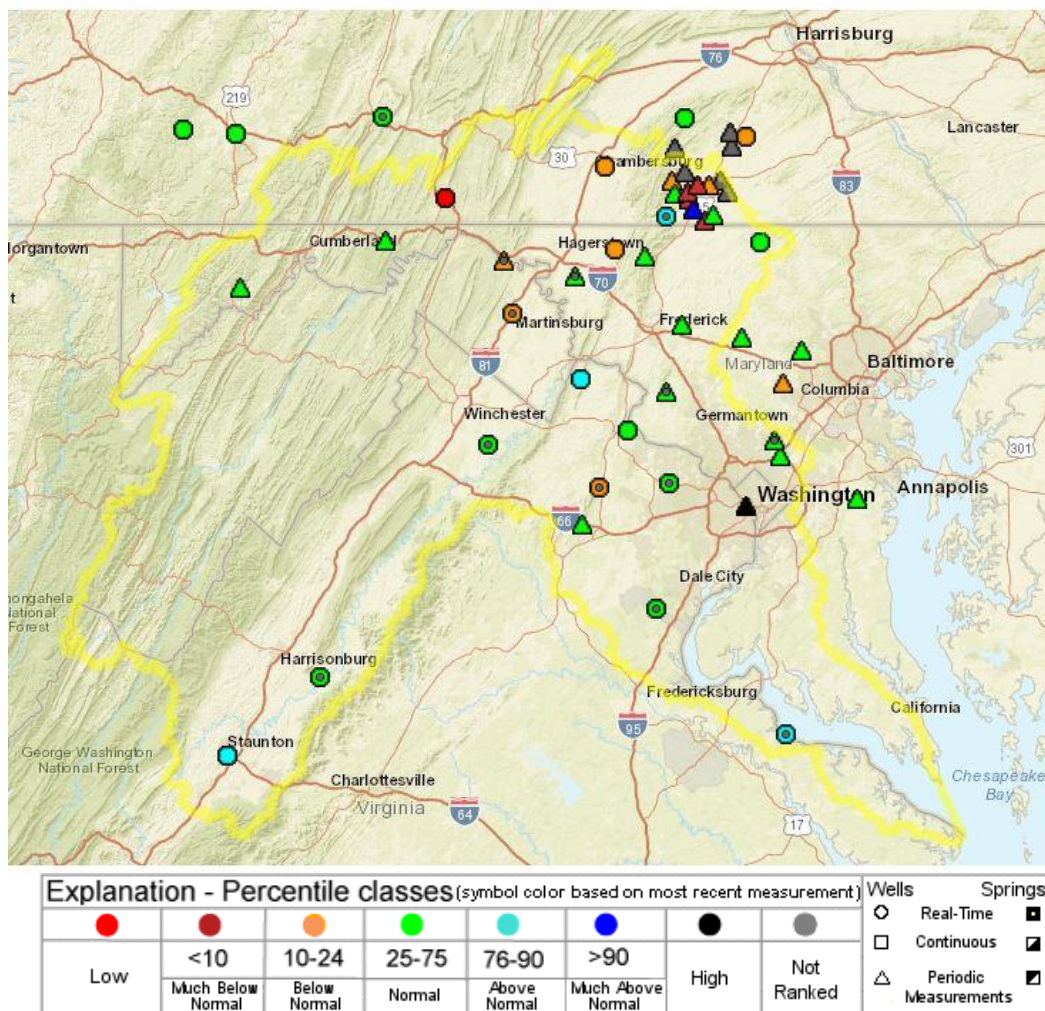 Harrisburg
76
219
Lancaster
30
ambersburg
83
5
organtown
Cumberland
Hagerstown
t
70
Martinsburg
Frederick
Maryland
Baltimore
81
Columbia
Winchester
Germantown
301
Washington
Annapolis
66
Dale City
nongahela
National
Forest
Harrisonburg
Fredericksburg
California
95
George Washington
National Forest
Staunton
Charlottesville
Chesapeake
Bay
Virginia
64
17
Explanation - Percentile classes (symbol color based on most recent measurement)
Wells Springs
Real-Time
Continuous
Periodic
Measurements
Low
<10
Much Below
Normal
10-24
Below
Normal
25-75
Normal
76-90
Above
Normal
>90
Much Above
Normal
High
Not
Ranked